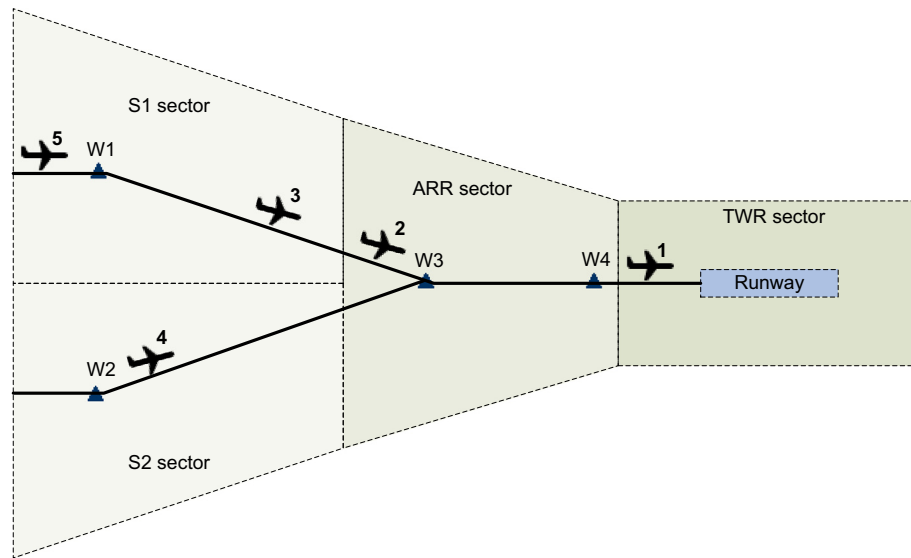 S1 sector
5
W1
3
ARR sector
2
W3
W4
TWR sector
1
Runway
4
W2
S2 sector